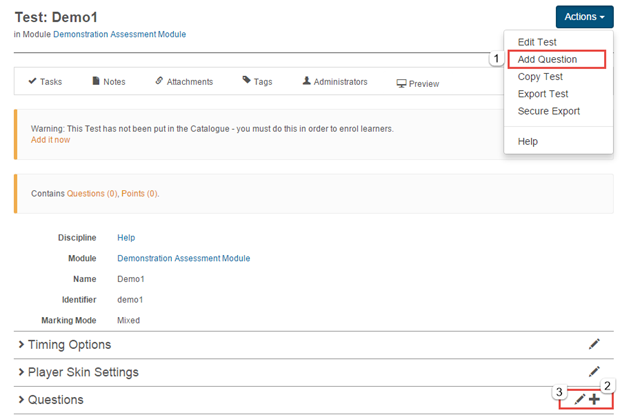 Test: Demo1
Actions
in Module Demonstration Assessment Module
Edit Test
1
Add Question
Copy Test
Export Test
Secure Export
Help
Tasks
Notes
Attachments
Tags
Administrators
Preview
Warning: This Test has not been put in the Catalogue - you must do this in order to enrol learners.
Add it now
Contains Questions (0), Points (0).
Discipline Help
Module Demonstration Assessment Module
Name Demo1
Identifier demo1
Marking Mode Mixed
Timing Options
Player Skin Settings
Questions
3
2